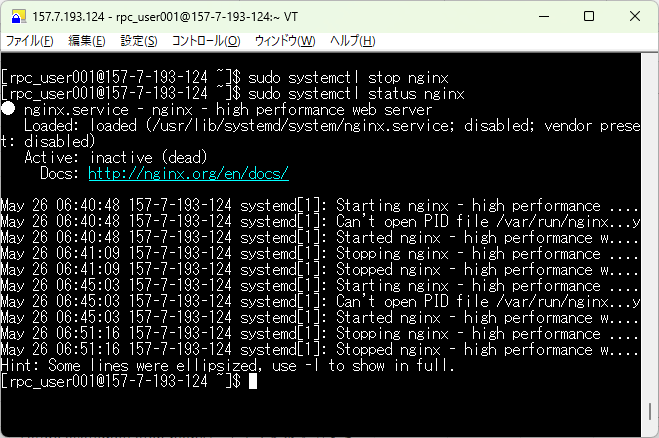 157.7.193.124 - rpc_user001@157-7-193-124:~ VT
ファイル(F) 編集(E) 設定(S) コントロール(O) ウィンドウ(W) ヘルプ(H)
[rpc_user001@157-7-193-124 ~]$ sudo systemctl stop nginx
[rpc_user001@157-7-193-124 ~]$ sudo systemctl status nginx
● nginx.service - nginx - high performance web server
   Loaded: loaded (/usr/lib/systemd/system/nginx.service; disabled; vendor prese
t: disabled)
   Active: inactive (dead)
     Docs: http://nginx.org/en/docs/
May 26 06:40:48 157-7-193-124 systemd[1]: Starting nginx - high performance ....
May 26 06:40:48 157-7-193-124 systemd[1]: Can't open PID file /var/run/nginx...y
May 26 06:40:48 157-7-193-124 systemd[1]: Started nginx - high performance w....
May 26 06:41:09 157-7-193-124 systemd[1]: Stopping nginx - high performance ....
May 26 06:41:09 157-7-193-124 systemd[1]: Stopped nginx - high performance w....
May 26 06:45:03 157-7-193-124 systemd[1]: Starting nginx - high performance ....
May 26 06:45:03 157-7-193-124 systemd[1]: Can't open PID file /var/run/nginx...y
May 26 06:45:03 157-7-193-124 systemd[1]: Started nginx - high performance w....
May 26 06:51:16 157-7-193-124 systemd[1]: Stopping nginx - high performance ....
May 26 06:51:16 157-7-193-124 systemd[1]: Stopped nginx - high performance w....
Hint: Some lines were ellipsized, use -l to show in full.
[rpc_user001@157-7-193-124 ~]$